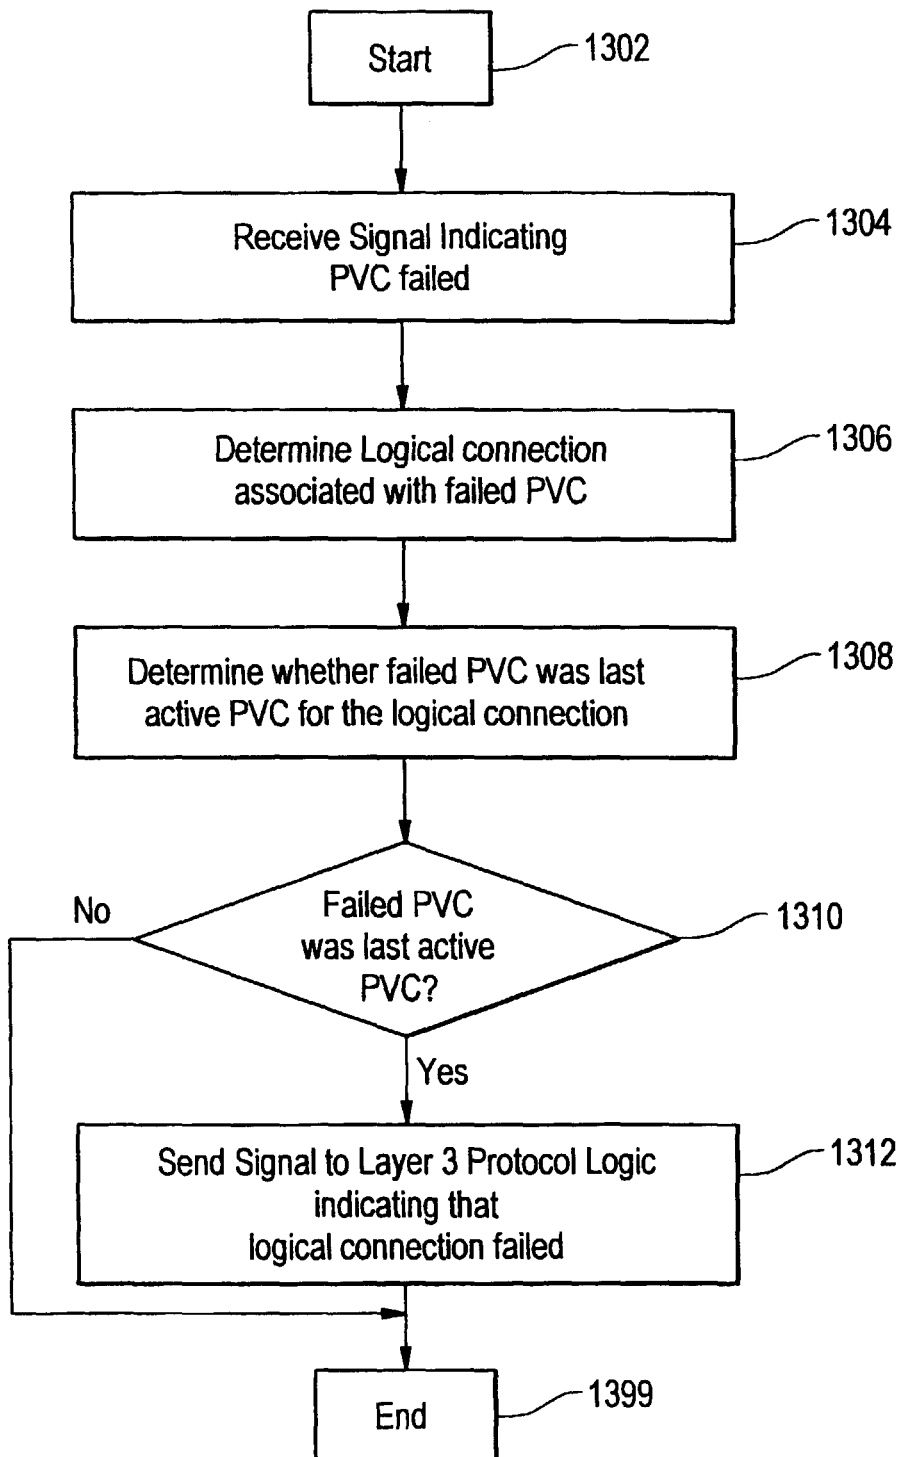 Start
1302
Receive Signal Indicating
PVC failed
1304
Determine Logical connection
associated with failed PVC
1306
Determine whether failed PVC was last
active PVC for the logical connection
1308
No
Failed PVC
was last active
PVC?
1310
Yes
Send Signal to Layer 3 Protocol Logic
indicating that
logical connection failed
1312
End
1399